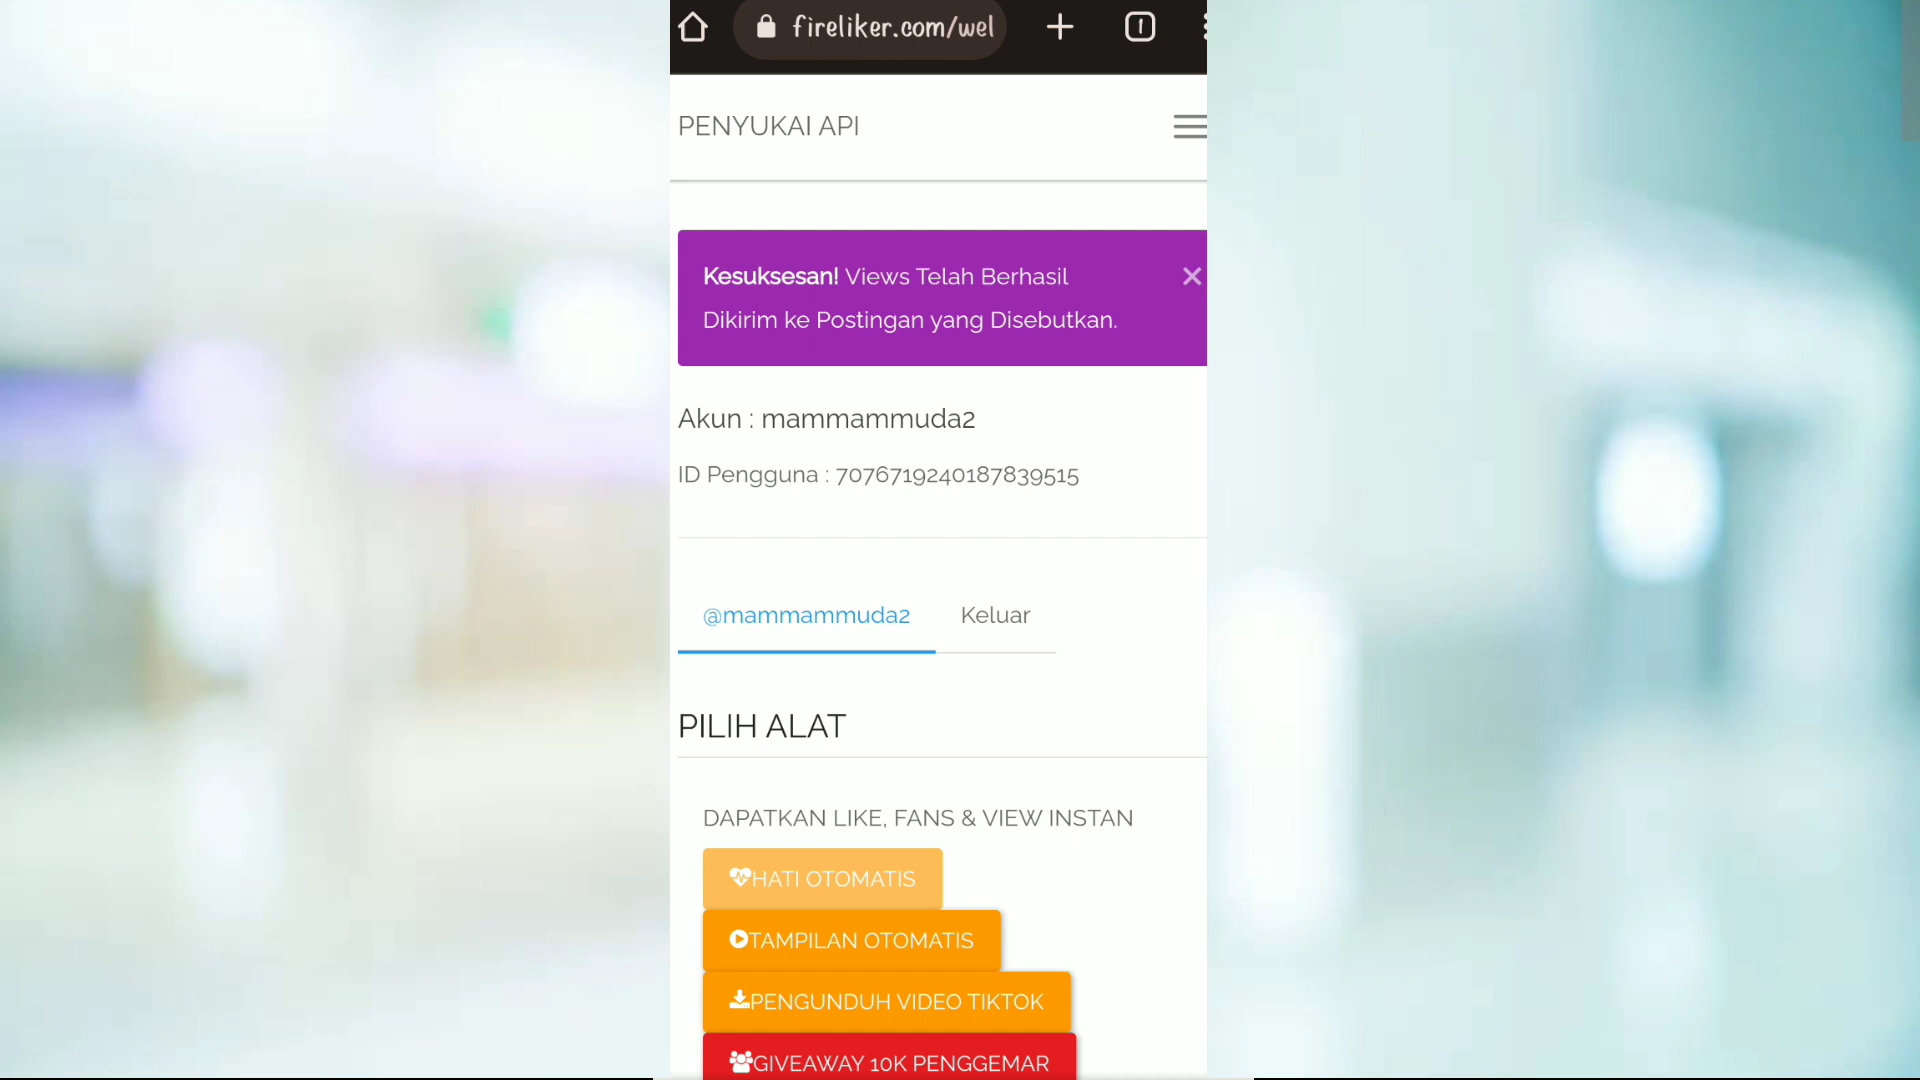 fireliker.com/wel
PENYUKAI API
Kesuksesan! Views Telah Berhasil
Dikirim ke Postingan yang Disebutkan.
Akun : mammammuda2
ID Pengguna : 7076719240187839515
@mammammuda2 Keluar
PILIH ALAT
DAPATKAN LIKE, FANS & VIEW INSTAN
HATI OTOMATIS
TAMPILAN OTOMATIS
PENGUNDUH VIDEO TIKTOK
GIVEAWAY 10K PENGGEMAR